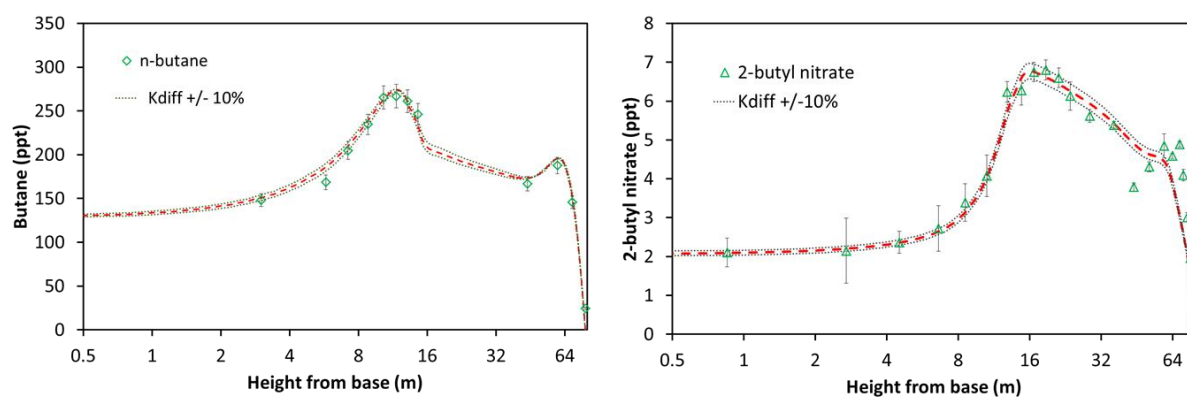 350
300
250
200
150
100
50
0
Butane (ppt)
n-butane
Kdiff +/- 10%
0.5 1 2 4 8 16 32 64
Height from base (m)
8
7
6
5
4
3
2
1
0
2-butyl nitrate (ppt)
2-butyl nitrate
Kdiff +/-10%
0.5 1 2 4 8 16 32 64
Height from base (m)